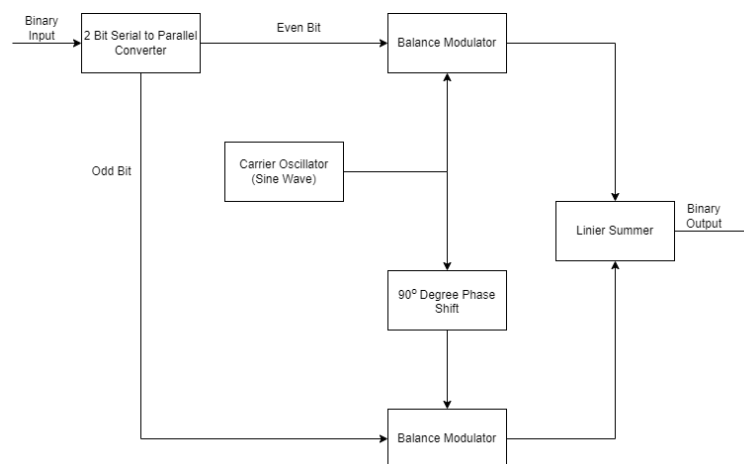 Binary
Input
2 Bit Serial to Parallel
Converter
Even Bit
Balance Modulator
Odd Bit
Carrier Oscillator
(Sine Wave)
Linier Summer
Binary
Output
90° Degree Phase
Shift
Balance Modulator